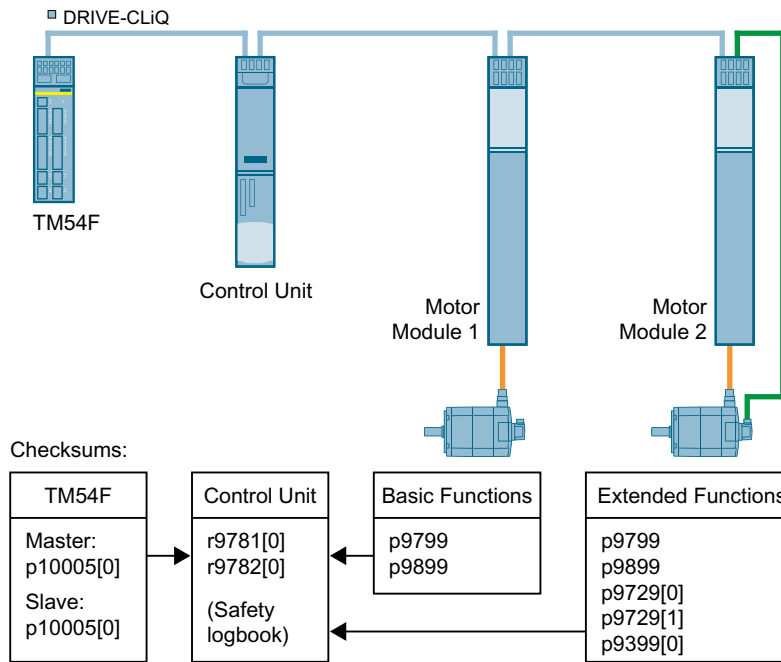 DRIVE-CLiQ
TM54F
Control Unit
Motor
Module 1
Motor
Module 2
Checksums:
TM54F
Master:
p10005[0]
Slave:
p10005[0]
Control Unit
r9781[0]
r9782[0]
(Safety
logbook)
Basic Functions
p9799
p9899
Extended Functions
p9799
p9899
p9729[0]
p9729[1]
p9399[0]